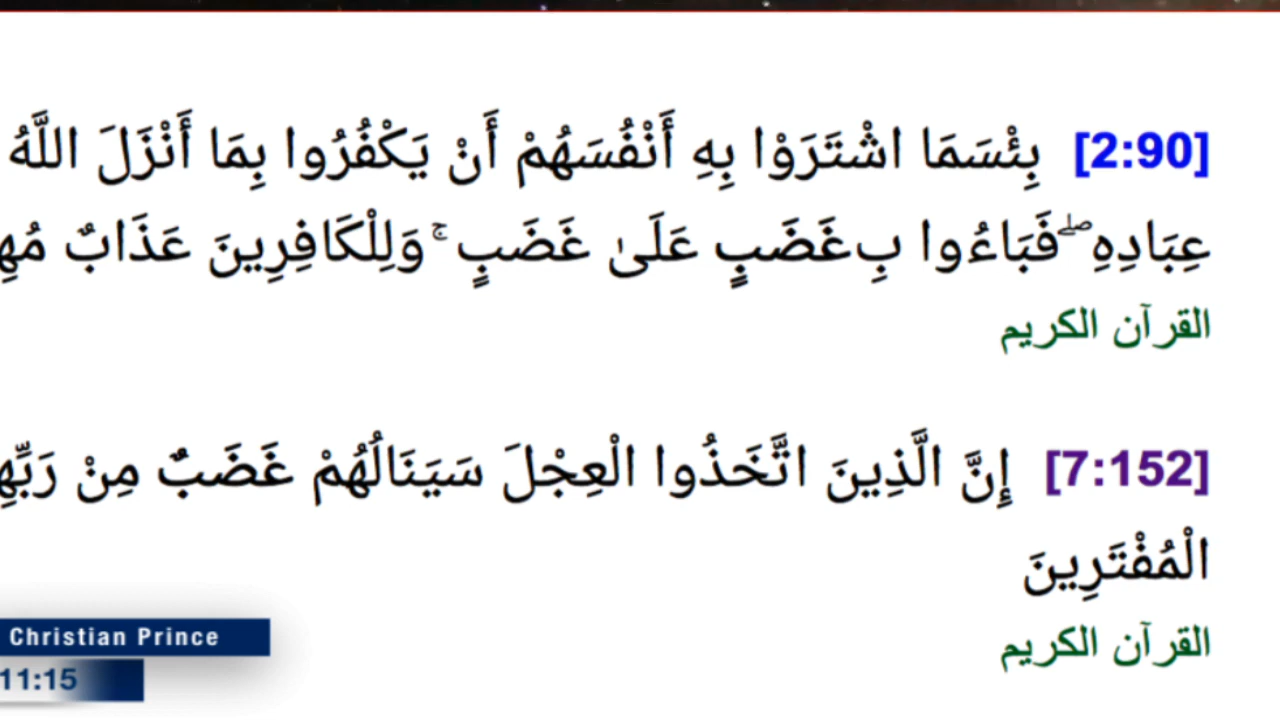 [2:90] بِئْسَمَا اشْتَرَوْا بِهِ أَنْفُسَهُمْ أَنْ يَكْفُرُوا بِمَا أَنْزَلَ اللَّهُ
عِبَادِهِ ۖ فَبَاءُوا بِغَضَبٍ عَلَىٰ غَضَبٍ ۚ وَلِلْكَافِرِينَ عَذَابٌ
القرآن الكريم
[7:152] إِنَّ الَّذِينَ اتَّخَذُوا الْعِجْلَ سَيَنَالُهُمْ غَضَبٌ مِنْ
الْمُفْتَرِينَ
القرآن الكريم
Christian Prince
11:15